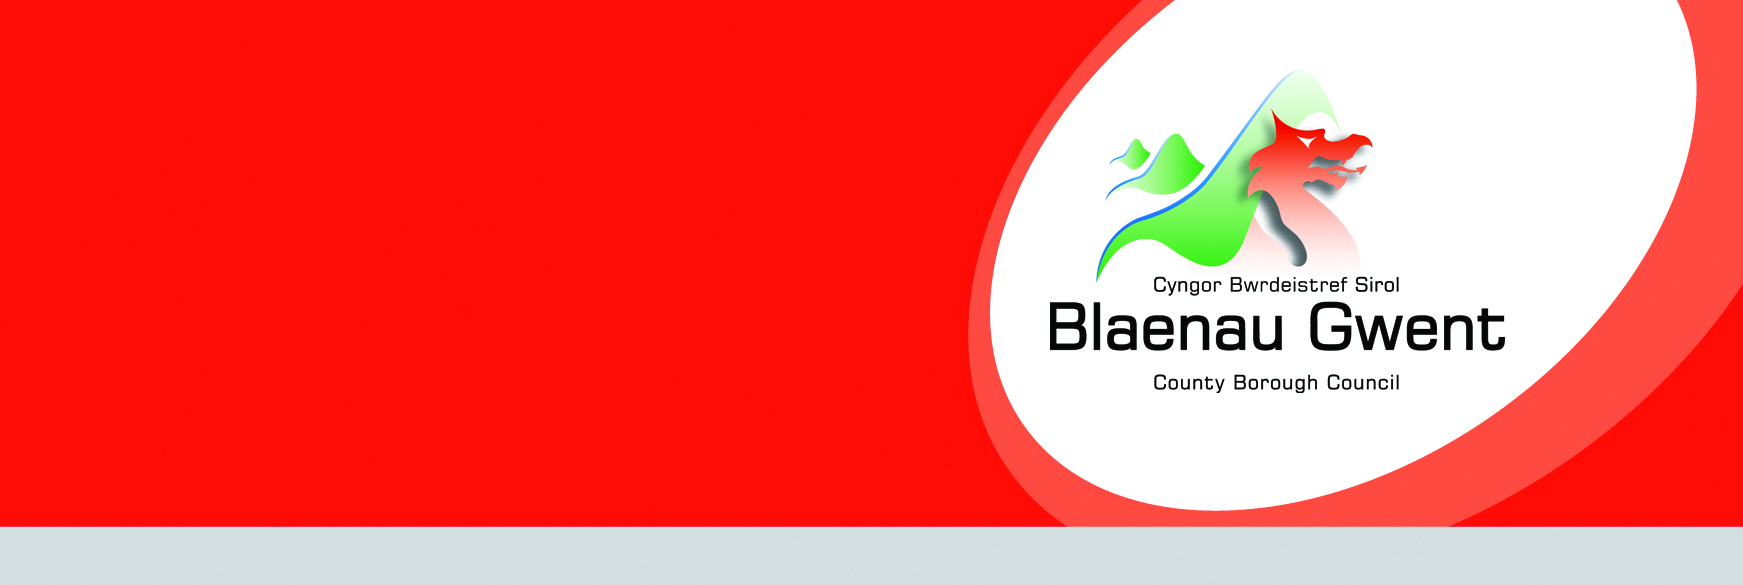 Cyngor Bwrdeistref Sirol
Blaenau Gwent
County Borough Council